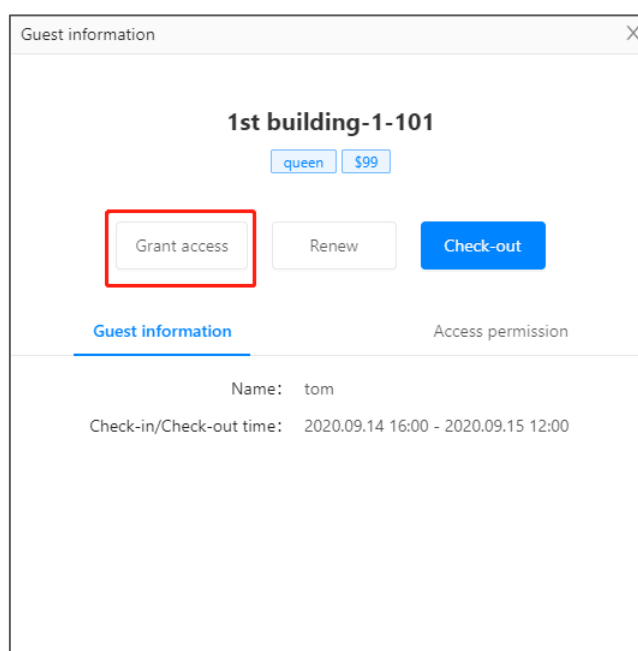 Guest information
1st building-1-101
queen $99
Grant access Renew Check-out
Guest information Access permission
Name: tom
Check-in/Check-out time: 2020.09.14 16:00 - 2020.09.15 12:00